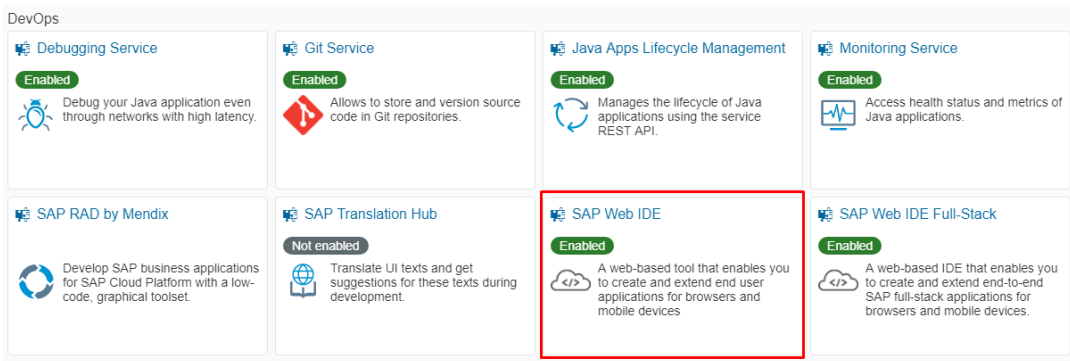 DevOps
Debugging Service
Enabled
Debug your Java application even
through networks with high latency.
Git Service
Enabled
Allows to store and version source
code in Git repositories.
Java Apps Lifecycle Management
Enabled
Manages the lifecycle of Java
applications using the service
REST API.
Monitoring Service
Enabled
Access health status and metrics of
Java applications.
SAP RAD by Mendix
Develop SAP business applications
for SAP Cloud Platform with a low-
code, graphical toolset.
SAP Translation Hub
Not enabled
Translate UI texts and get
suggestions for these texts during
development.
SAP Web IDE
Enabled
A web-based tool that enables you
to create and extend end user
applications for browsers and
mobile devices
SAP Web IDE Full-Stack
Enabled
A web-based IDE that enables you
to create and extend end-to-end
SAP full-stack applications for
browsers and mobile devices.